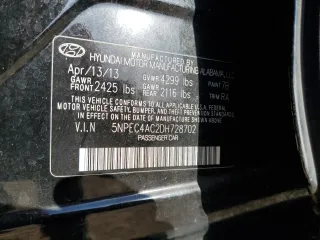 MANUFACTURED BY
HYUNDAI MOTOR MANUFACTURING ALABAMA, LLC
Apr/13/13 GVWR 4299 lbs PAINT
GAWR FRONT 2425 lbs GAWR REAR 2116 lbs TRIM
THIS VEHICLE CONFORMS TO ALL APPLICABLE U.S. FEDERAL
MOTOR VEHICLE SAFETY, BUMPER, AND THEFT PREVENTION
STANDARDS IN EFFECT ON THE DATE OF MANUFACTURE SHOWN ABOVE
V.I.N 5NPEC4AC2DH728702
PASSENGER CAR